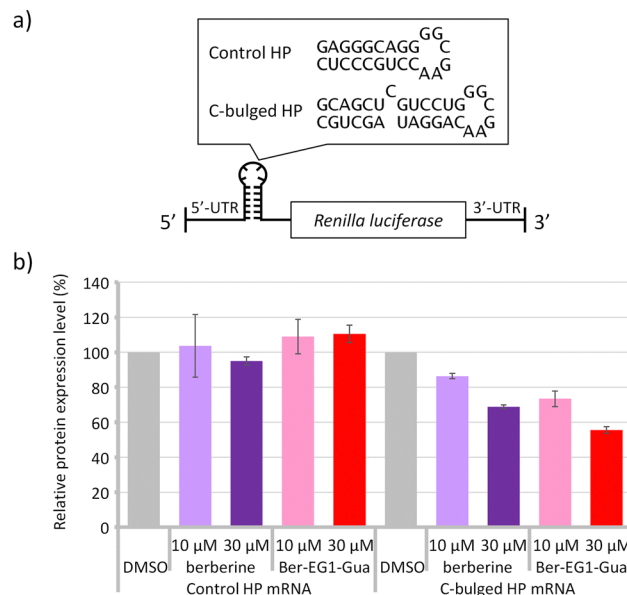 a)
GG
Control HP GAGGGCAGG C
CUCCCGUCC G
AA
C GG
C-bulged HP GCAGCU GUCCUG C
CGUCGA UAGGAC G
AA
5'-UTR 3'-UTR
5' Renilla luciferase 3'
b)
Relative protein expression level (%)
140
120
100
80
60
40
20
0
10 μM 30 μM 10 μM 30 μM 10 μM 30 μM 10 μM 30 μM
DMSO berberine Ber-EG1-Gua DMSO berberine Ber-EG1-Gua
Control HP mRNA C-bulged HP mRNA